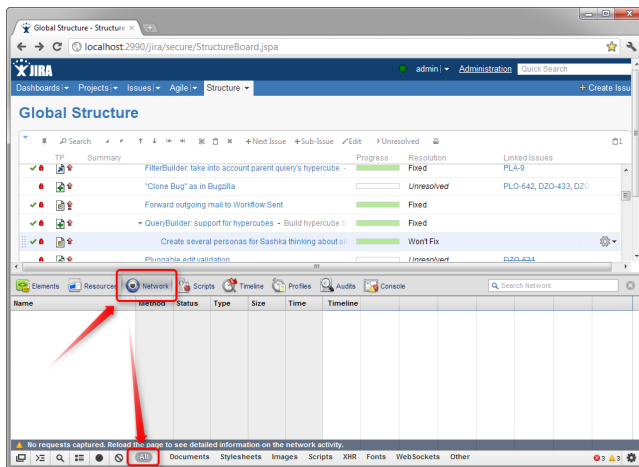 Global Structure - Structure
localhost:2990/jira/secure/StructureBoard.jspa
JIRA
admin
Administration
Quick Search
Dashboards Projects Issues Agile Structure
+ Create Issu
Global Structure
Search
+Next Issue +Sub-Issue Edit
Unresolved
1
TP Summary Progress Resolution Linked Issues
FilterBuilder: take into account parent quiery's hypercube - Fixed PLA-9
"Clone Bug" as in Bugzilla Unresolved PLO-642, DZO-433, DZO
Forward outgoing mail to Workflow:Sent Fixed
QueryBuilder: support for hypercubes - Build hypercube Fixed
Create several personas for Sashka thinking about Won't Fix
Pluggable edit validation Unresolved DZO-631
Elements Resources Network Scripts Timeline Profiles Audits Console
Search Network
Name Method Status Type Size Time Timeline
No requests captured. Reload the page to see detailed information on the network activity.
All Documents Stylesheets Images Scripts XHR Fonts WebSockets Other
3 3